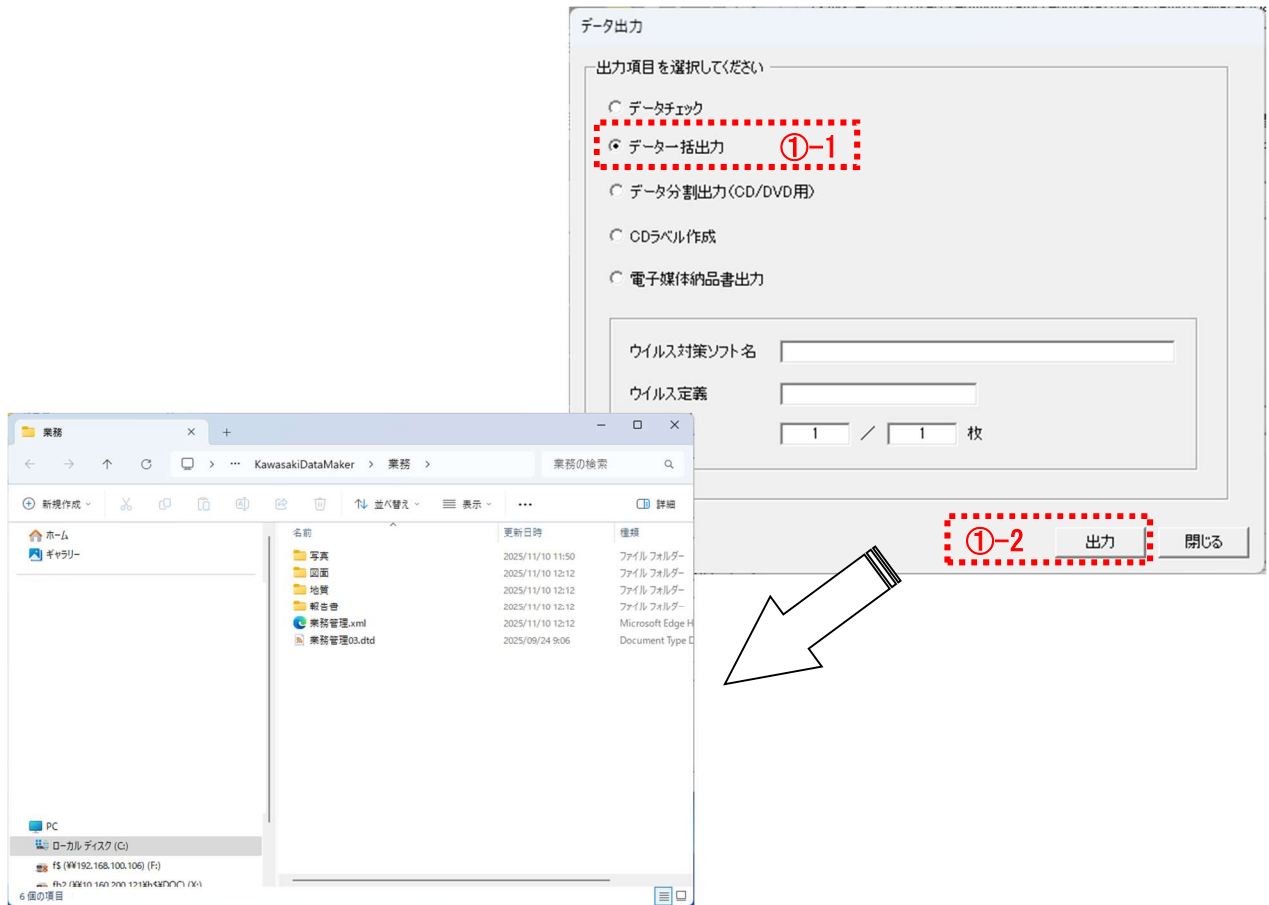 データ出力
出力項目を選択してください
データチェック
データ一括出力 ①-1
データ分割出力(CD/DVD用)
CDラベル作成
電子媒体納品書出力
ウイルス対策ソフト名
ウイルス定義
1 / 1 枚
①-2 出力 閉じる
業務
KawasakiDataMaker > 業務 >
業務の検索
新規作成
並べ替え
表示
詳細
ホーム
ギャラリー
PC
ローカル ディスク (C:)
f$ (¥¥192.168.100.106) (F:)
名前 更新日時 種類
写真 2025/11/10 11:50 ファイル フォルダー
図面 2025/11/10 12:12 ファイル フォルダー
地質 2025/11/10 12:12 ファイル フォルダー
報告書 2025/11/10 12:12 ファイル フォルダー
業務管理.xml 2025/11/10 12:12 Microsoft Edge H
業務管理03.dtd 2025/09/24 9:06 Document Type D
6 個の項目